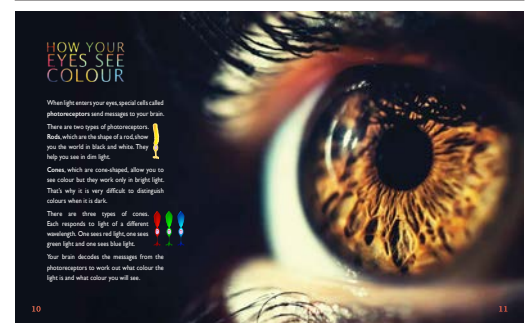 HOW YOUR
EYES SEE
COLOUR
When light enters your eyes, special cells called
photoreceptors send messages to your brain.
There are two types of photoreceptors.
Rods, which are the shape of a rod, show
you the world in black and white. They
help you see in dim light.
Cones, which are cone-shaped, allow you to
see colour but they work only in bright light.
That's why it is very difficult to distinguish
colours when it is dark.
There are three types of cones.
Each responds to light of a different
wavelength. One sees red light, one sees
green light and one sees blue light.
Your brain decodes the messages from the
photoreceptors to work out what colour the
light is and what colour you will see.
10
11